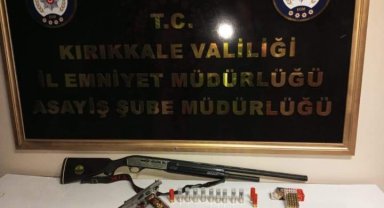 T.C.
KIRIKKALE VALİLİĞİ
İL EMNİYET MÜDÜRLÜĞÜ
ASAYİŞ ŞUBE MÜDÜRLÜĞÜ